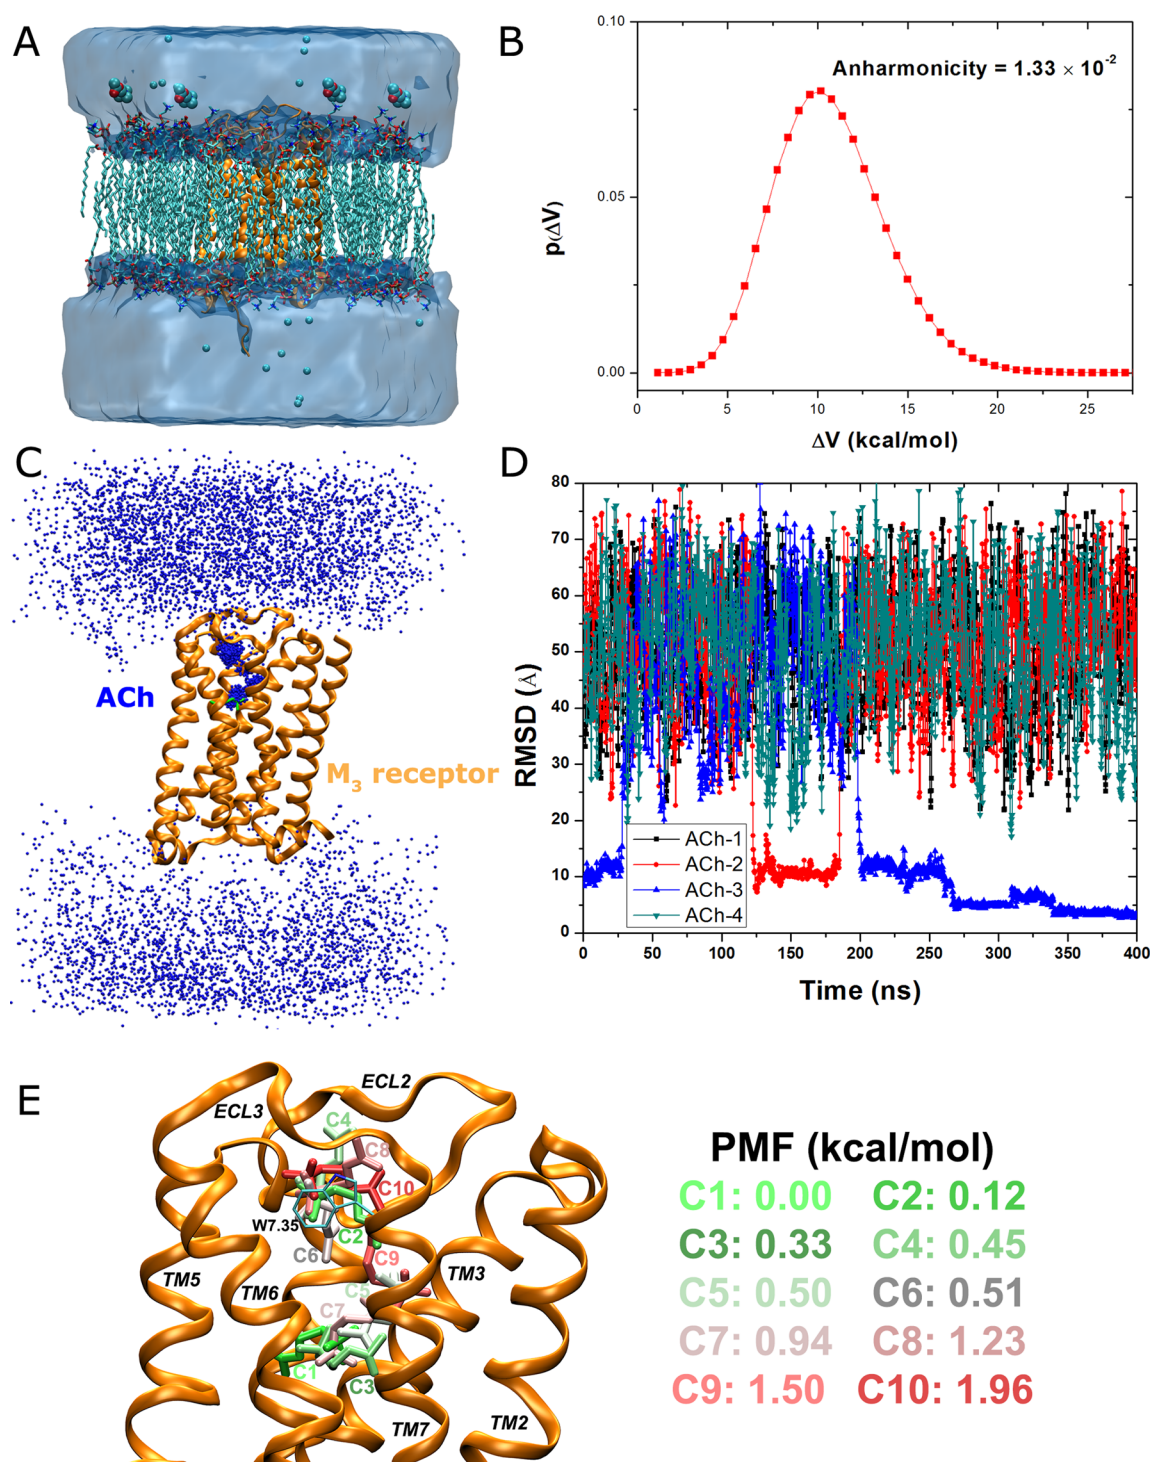 A
B
Anharmonicity = 1.33 × 10⁻²
0.10
0.05
0.00
p(ΔV)
0 5 10 15 20 25
ΔV (kcal/mol)
C
ACh
M₃ receptor
D
80
70
60
50
40
30
20
10
0
RMSD (Å)
ACh-1
ACh-2
ACh-3
ACh-4
0 50 100 150 200 250 300 350 400
Time (ns)
E
ECL2
ECL3
C4
C8
C10
W7.35
C2
C6
C9
TM5
TM3
TM6
C5
C7
C1
C3
TM7
TM2
PMF (kcal/mol)
C1: 0.00 C2: 0.12
C3: 0.33 C4: 0.45
C5: 0.50 C6: 0.51
C7: 0.94 C8: 1.23
C9: 1.50 C10: 1.96